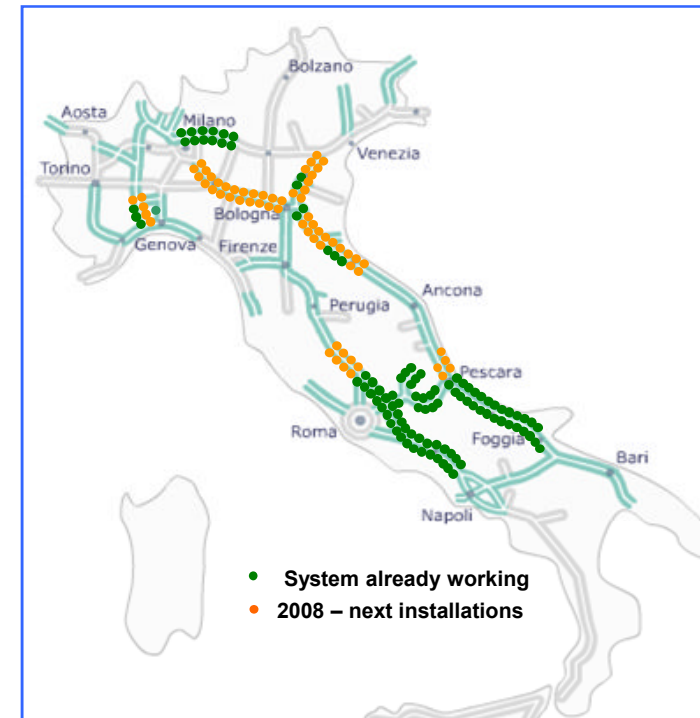 Bolzano
Aosta
Milano
Venezia
Torino
Bologna
Genova
Firenze
Ancona
Perugia
Pescara
Roma
Foggia
Bari
Napoli
System already working
2008 – next installations